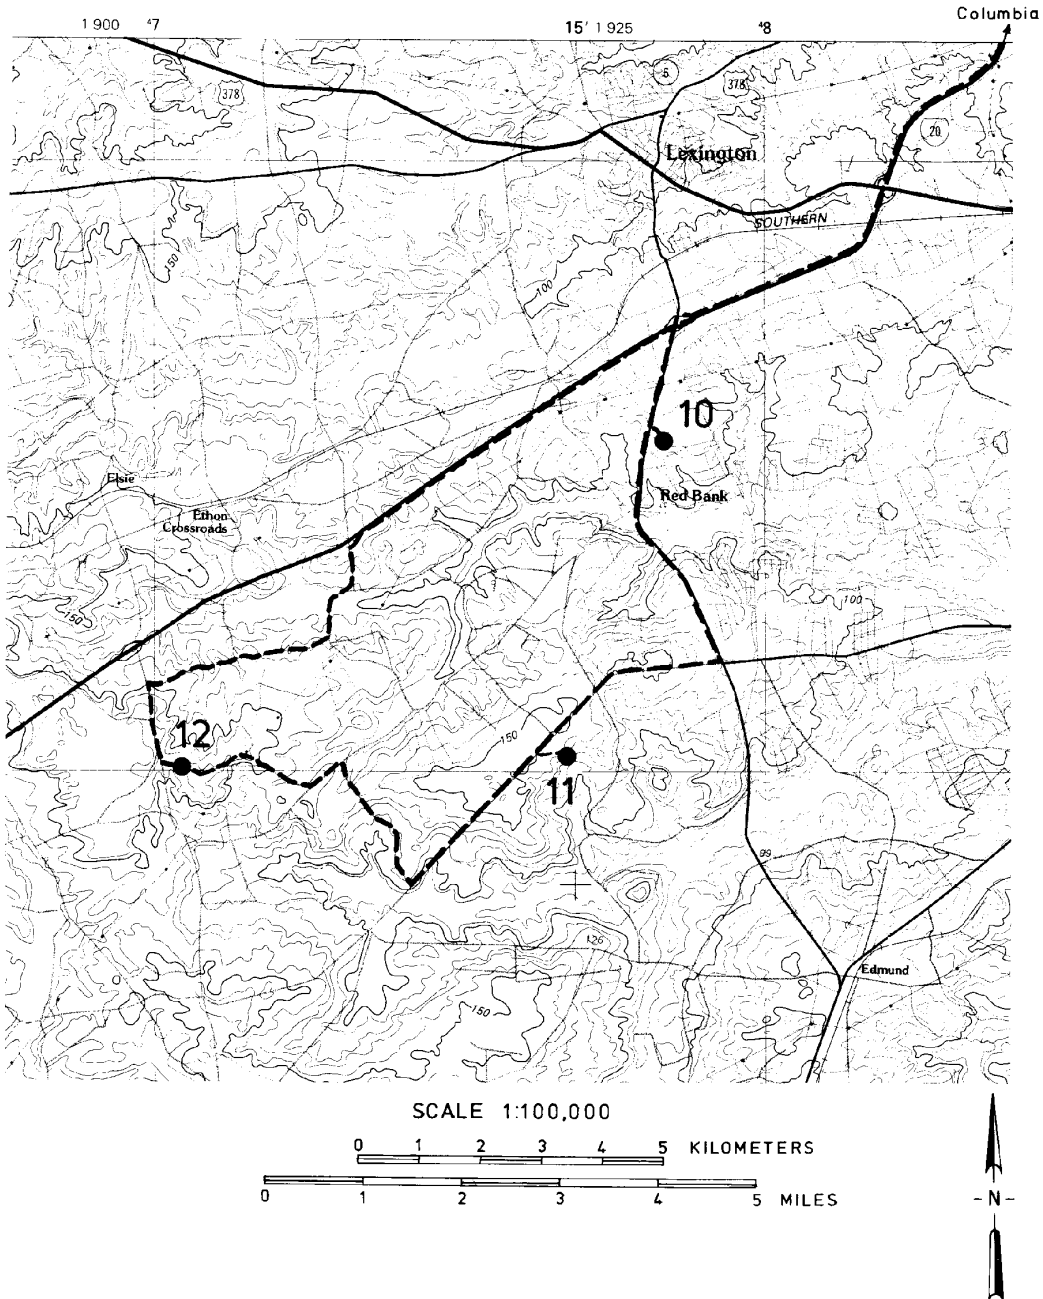 Columbia
1 900 ⁴7 15′ 1 925 ⁴8
6
378
378
20
Lexington
SOUTHERN
150
100
10
Elsie
Red Bank
Ethon
Crossroads
100
150
12
150
11
99
126
Edmund
150
SCALE 1:100,000
0 1 2 3 4 5 KILOMETERS
0 1 2 3 4 5 MILES
-N-